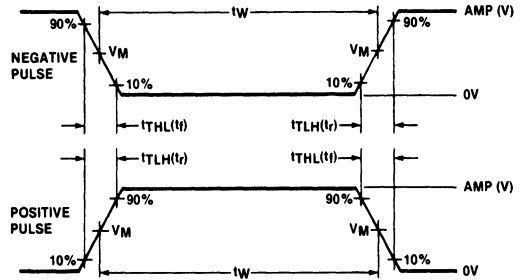 tW
AMP (V)
90% 90%
NEGATIVE
PULSE
VM VM
10% 10%
0V
tTHL(tf) tTLH(tr)
tTLH(tr) tTHL(tf)
AMP (V)
90% 90%
POSITIVE
PULSE
VM VM
10% 10%
0V
tW